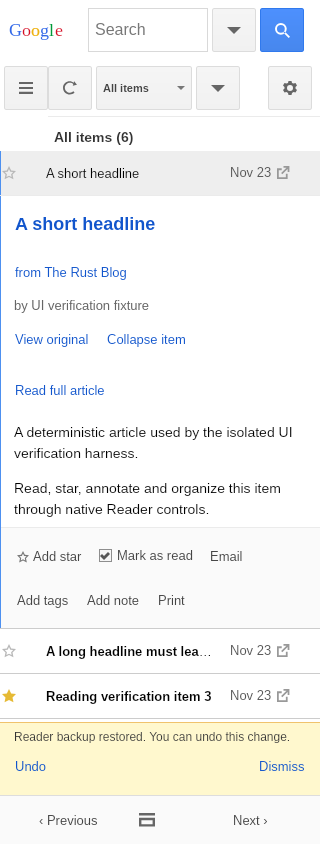 Google
Search
All items
All items (6)
A short headline Nov 23
A short headline
from The Rust Blog
by UI verification fixture
View original Collapse item
Read full article
A deterministic article used by the isolated UI
verification harness.
Read, star, annotate and organize this item
through native Reader controls.
Add star Mark as read Email
Add tags Add note Print
A long headline must lea... Nov 23
Reading verification item 3 Nov 23
Reader backup restored. You can undo this change.
Undo Dismiss
‹ Previous Next ›